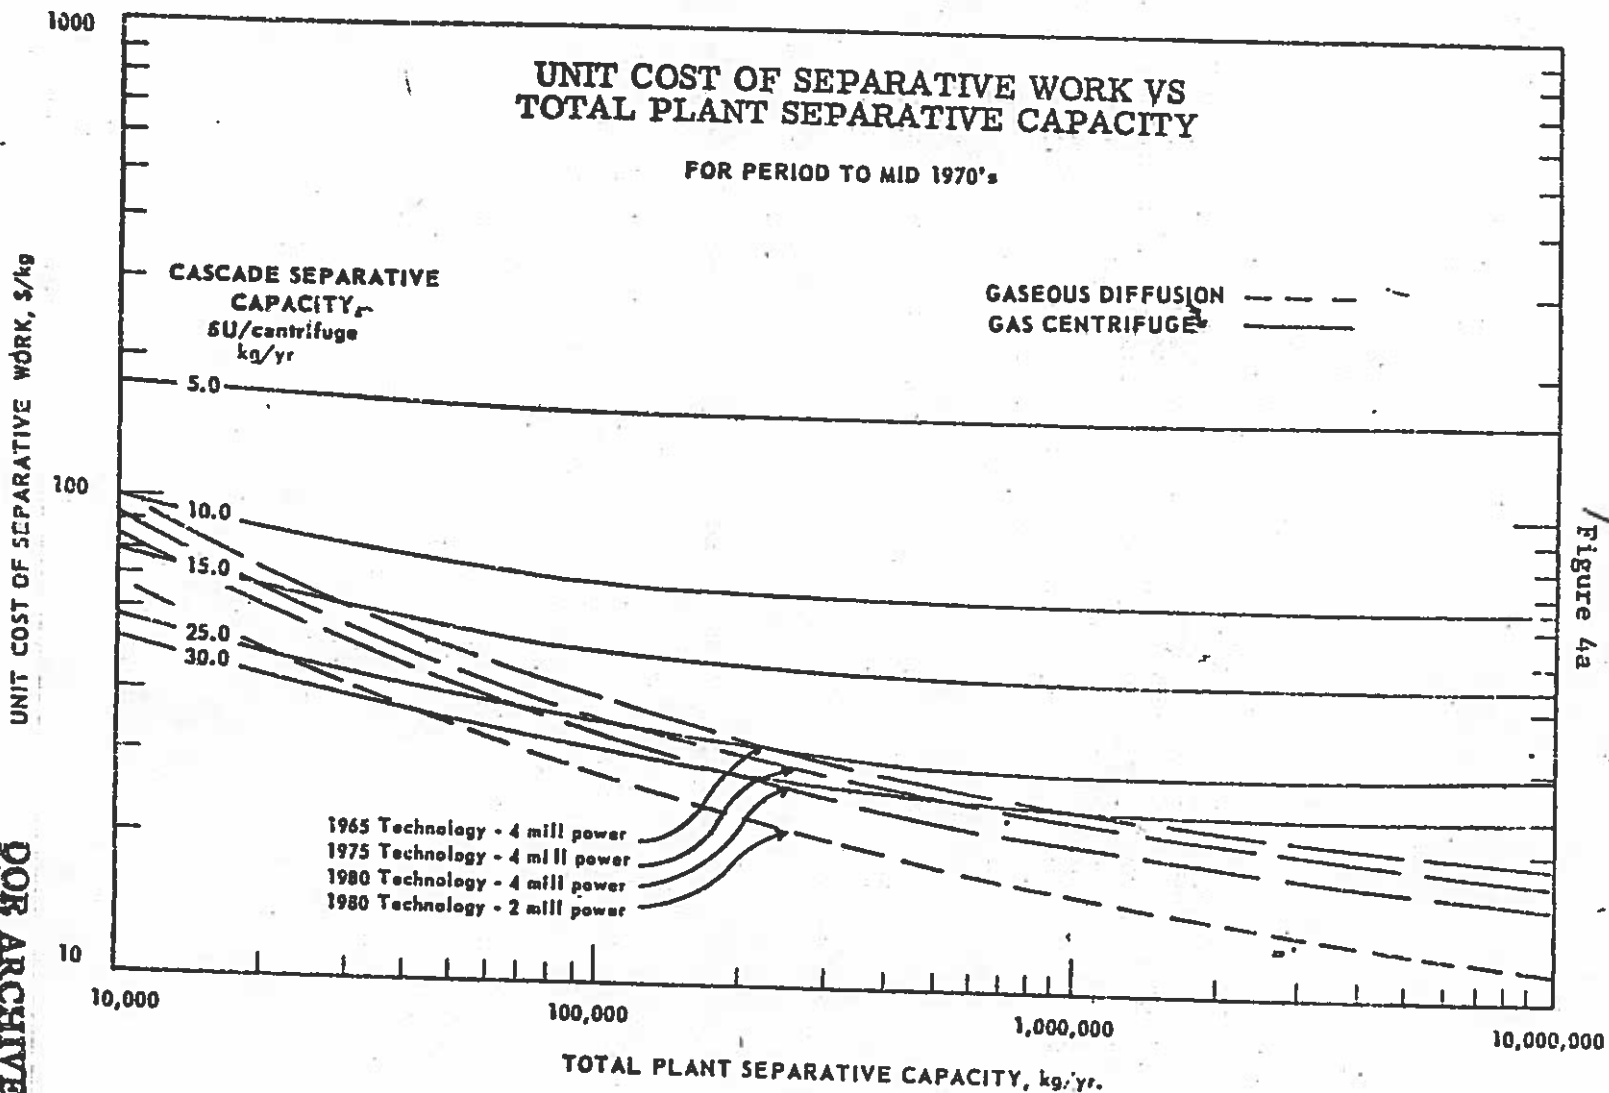 UNIT COST OF SEPARATIVE WORK VS
TOTAL PLANT SEPARATIVE CAPACITY
FOR PERIOD TO MID 1970's
1000
100
10
UNIT COST OF SEPARATIVE WORK, $/kg
CASCADE SEPARATIVE
CAPACITY,
SU/centrifuge
kg/yr
GASEOUS DIFFUSION
GAS CENTRIFUGE
5.0
10.0
15.0
25.0
30.0
1965 Technology - 4 mill power
1975 Technology - 4 mill power
1980 Technology - 4 mill power
1980 Technology - 2 mill power
10,000
100,000
1,000,000
10,000,000
TOTAL PLANT SEPARATIVE CAPACITY, kg/yr.
Figure 4a
ARCHIVE